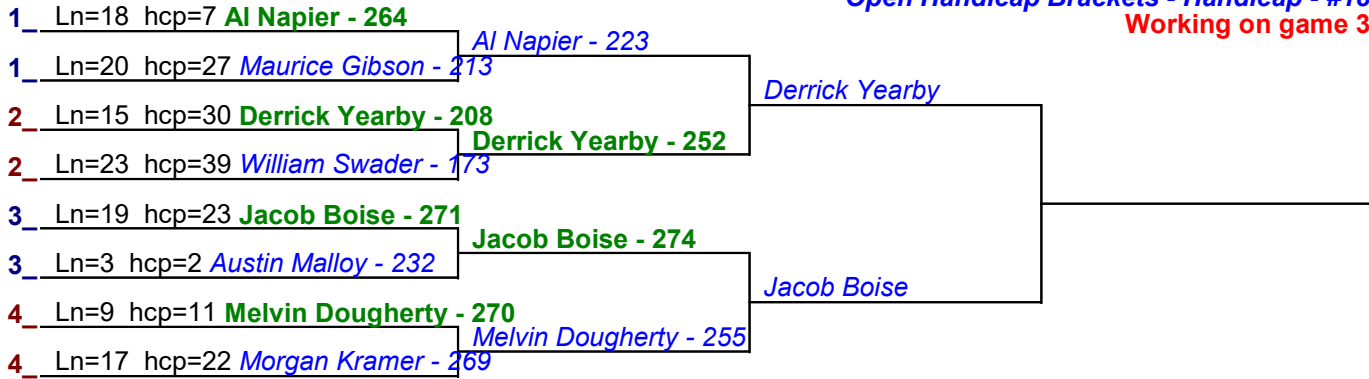 Open Handicap Brackets - Handicap -
Working on game 3
1_ Ln=18 hcp=7 Al Napier - 264
Al Napier - 223
1_ Ln=20 hcp=27 Maurice Gibson - 213
Derrick Yearby
2_ Ln=15 hcp=30 Derrick Yearby - 208
Derrick Yearby - 252
2_ Ln=23 hcp=39 William Swader - 173
3_ Ln=19 hcp=23 Jacob Boise - 271
Jacob Boise - 274
3_ Ln=3 hcp=2 Austin Malloy - 232
Jacob Boise
4_ Ln=9 hcp=11 Melvin Dougherty - 270
Melvin Dougherty - 255
4_ Ln=17 hcp=22 Morgan Kramer - 269